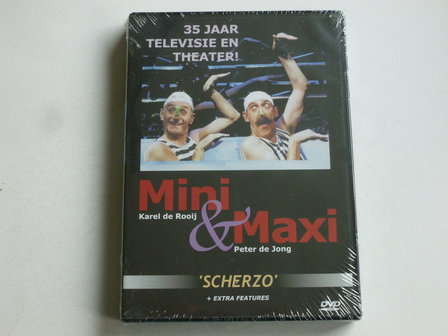 35 JAAR
TELEVISIE EN
THEATER!
Mini
Karel de Rooij
& Maxi
Peter de Jong
'SCHERZO'
+ EXTRA FEATURES
DVD